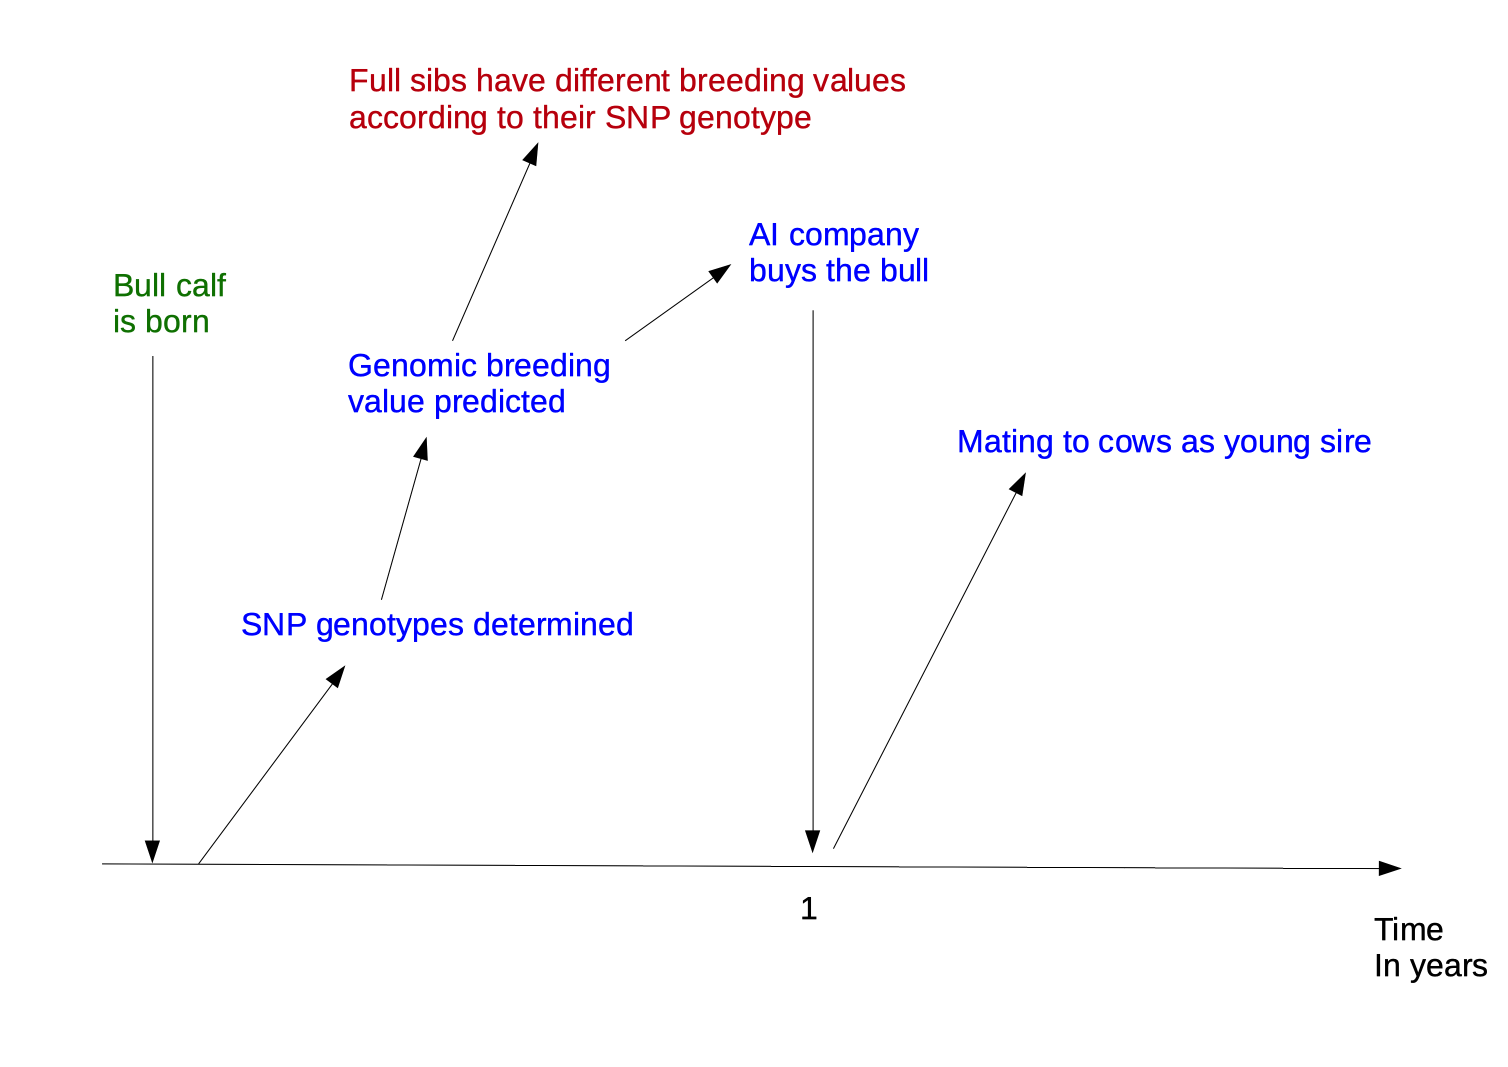 Full sibs have different breeding values
according to their SNP genotype
AI company
buys the bull
Bull calf
is born
Genomic breeding
value predicted
Mating to cows as young sire
SNP genotypes determined
1
Time
In years